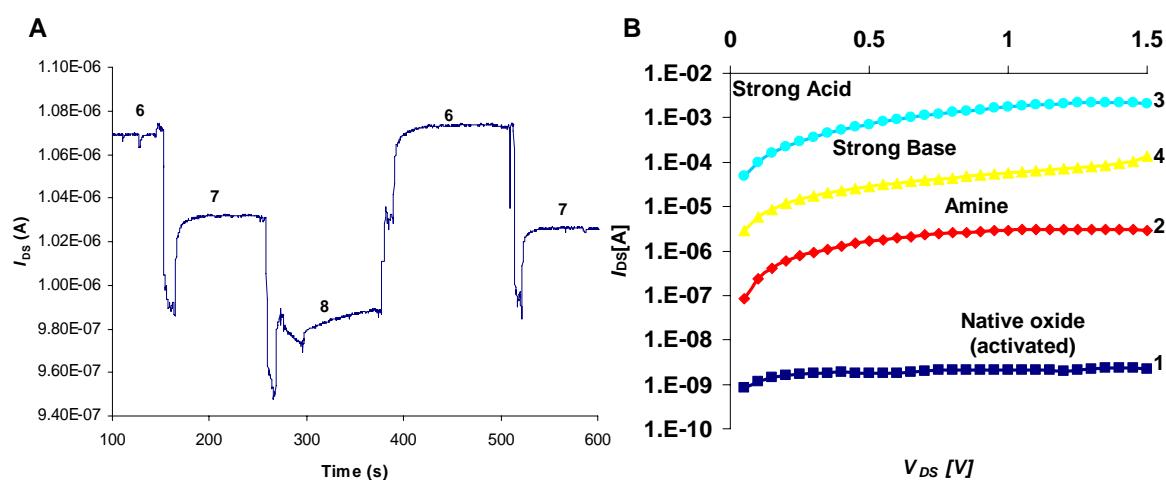 A
1.10E-06
1.08E-06
1.06E-06
1.04E-06
1.02E-06
1.00E-06
9.80E-07
9.60E-07
9.40E-07
I_DS (A)
6
7
8
6
7
100 200 300 400 500 600
Time (s)
B
0 0.5 1 1.5
1.E-02
1.E-03
1.E-04
1.E-05
1.E-06
1.E-07
1.E-08
1.E-09
1.E-10
I_DS[A]
Strong Acid
3
Strong Base
4
Amine
2
Native oxide
(activated)
1
V_DS [V]